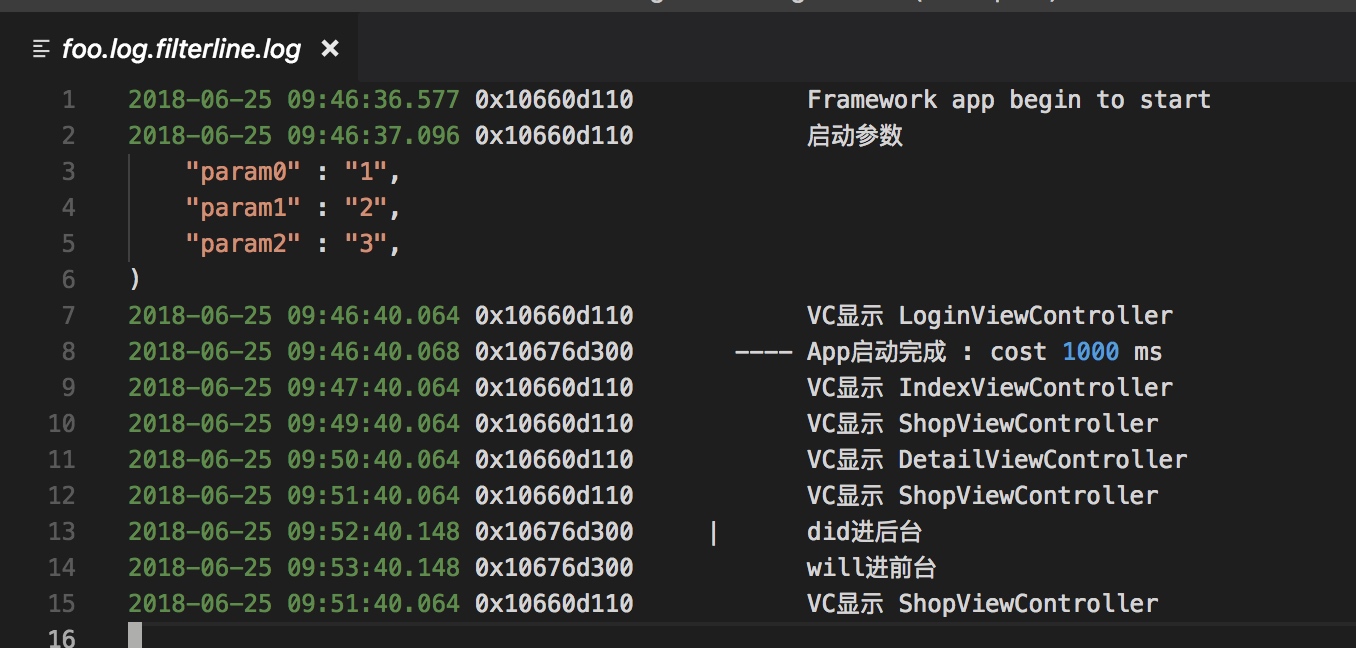 foo.log.filterline.log ×
1 2018-06-25 09:46:36.577 0x10660d110 Framework app begin to start
2 2018-06-25 09:46:37.096 0x10660d110 启动参数
3 "param0" : "1",
4 "param1" : "2",
5 "param2" : "3",
6 )
7 2018-06-25 09:46:40.064 0x10660d110 VC显示 LoginViewController
8 2018-06-25 09:46:40.068 0x10676d300 ---- App启动完成 : cost 1000 ms
9 2018-06-25 09:47:40.064 0x10660d110 VC显示 IndexViewController
10 2018-06-25 09:49:40.064 0x10660d110 VC显示 ShopViewController
11 2018-06-25 09:50:40.064 0x10660d110 VC显示 DetailViewController
12 2018-06-25 09:51:40.064 0x10660d110 VC显示 ShopViewController
13 2018-06-25 09:52:40.148 0x10676d300 | did进后台
14 2018-06-25 09:53:40.148 0x10676d300 will进前台
15 2018-06-25 09:51:40.064 0x10660d110 VC显示 ShopViewController
16